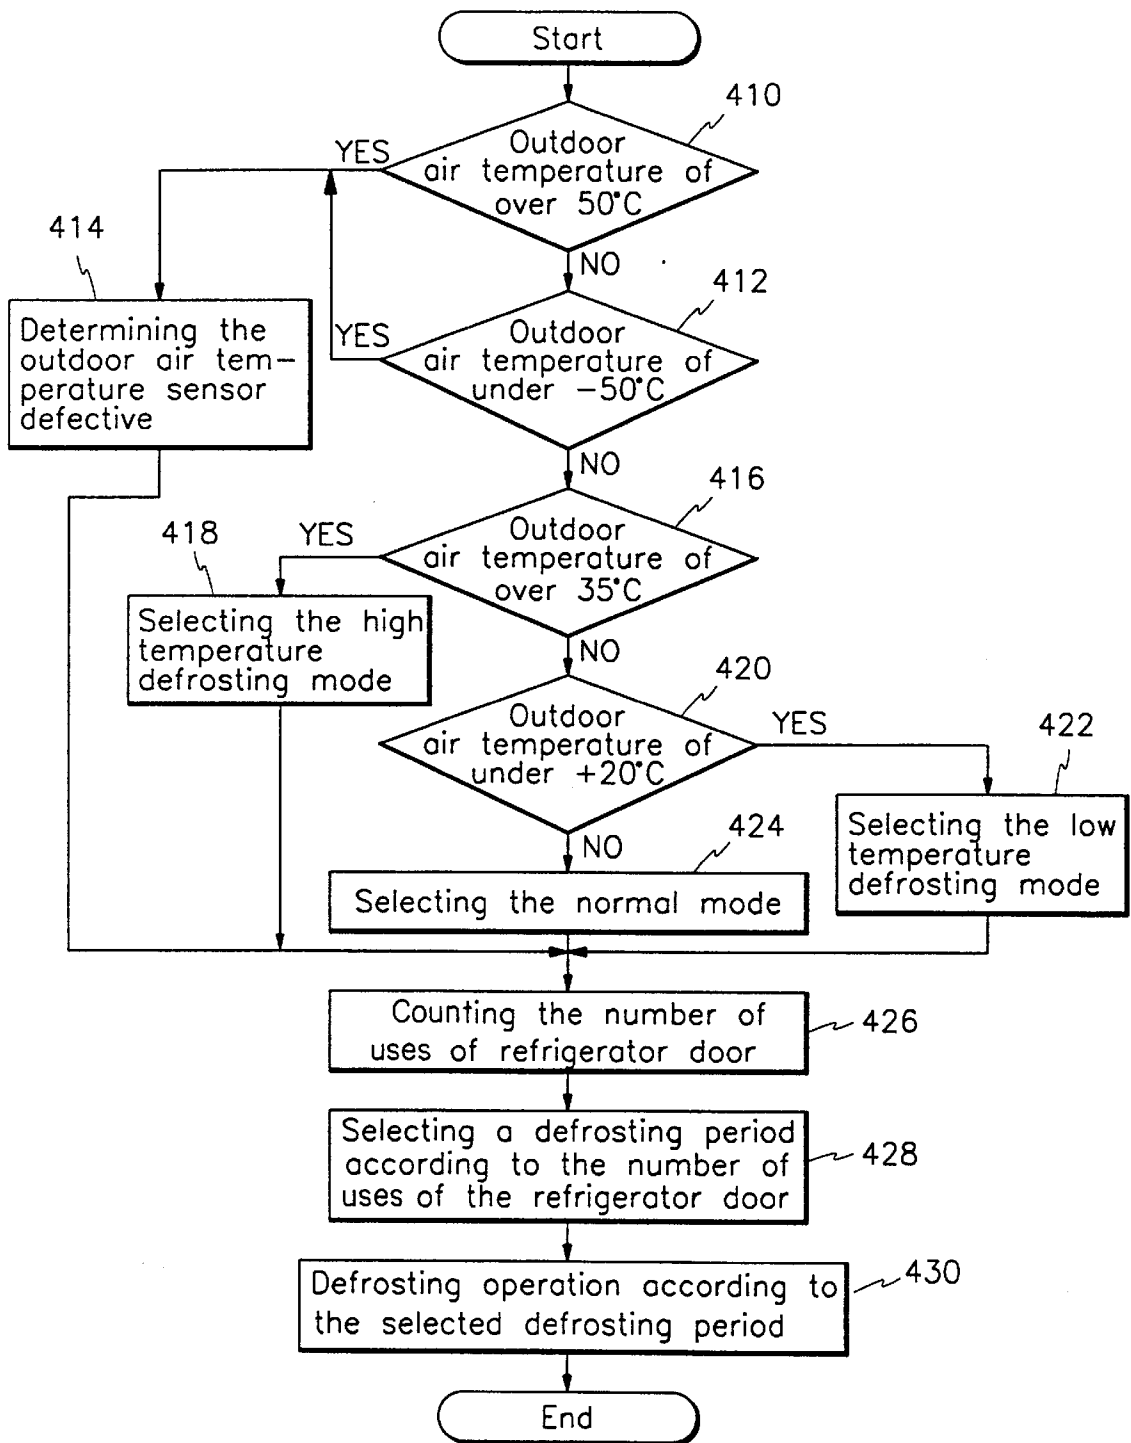 Start
410
Outdoor
air temperature of
over 50°C
YES
NO
414
412
Determining the
outdoor air tem-
perature sensor
defective
Outdoor
air temperature of
under -50°C
YES
NO
416
Outdoor
air temperature of
over 35°C
YES
NO
418
Selecting the high
temperature
defrosting mode
420
Outdoor
air temperature of
under +20°C
YES
NO
422
Selecting the low
temperature
defrosting mode
424
Selecting the normal mode
Counting the number of
uses of refrigerator door
426
Selecting a defrosting period
according to the number of
uses of the refrigerator door
428
Defrosting operation according to
the selected defrosting period
430
End